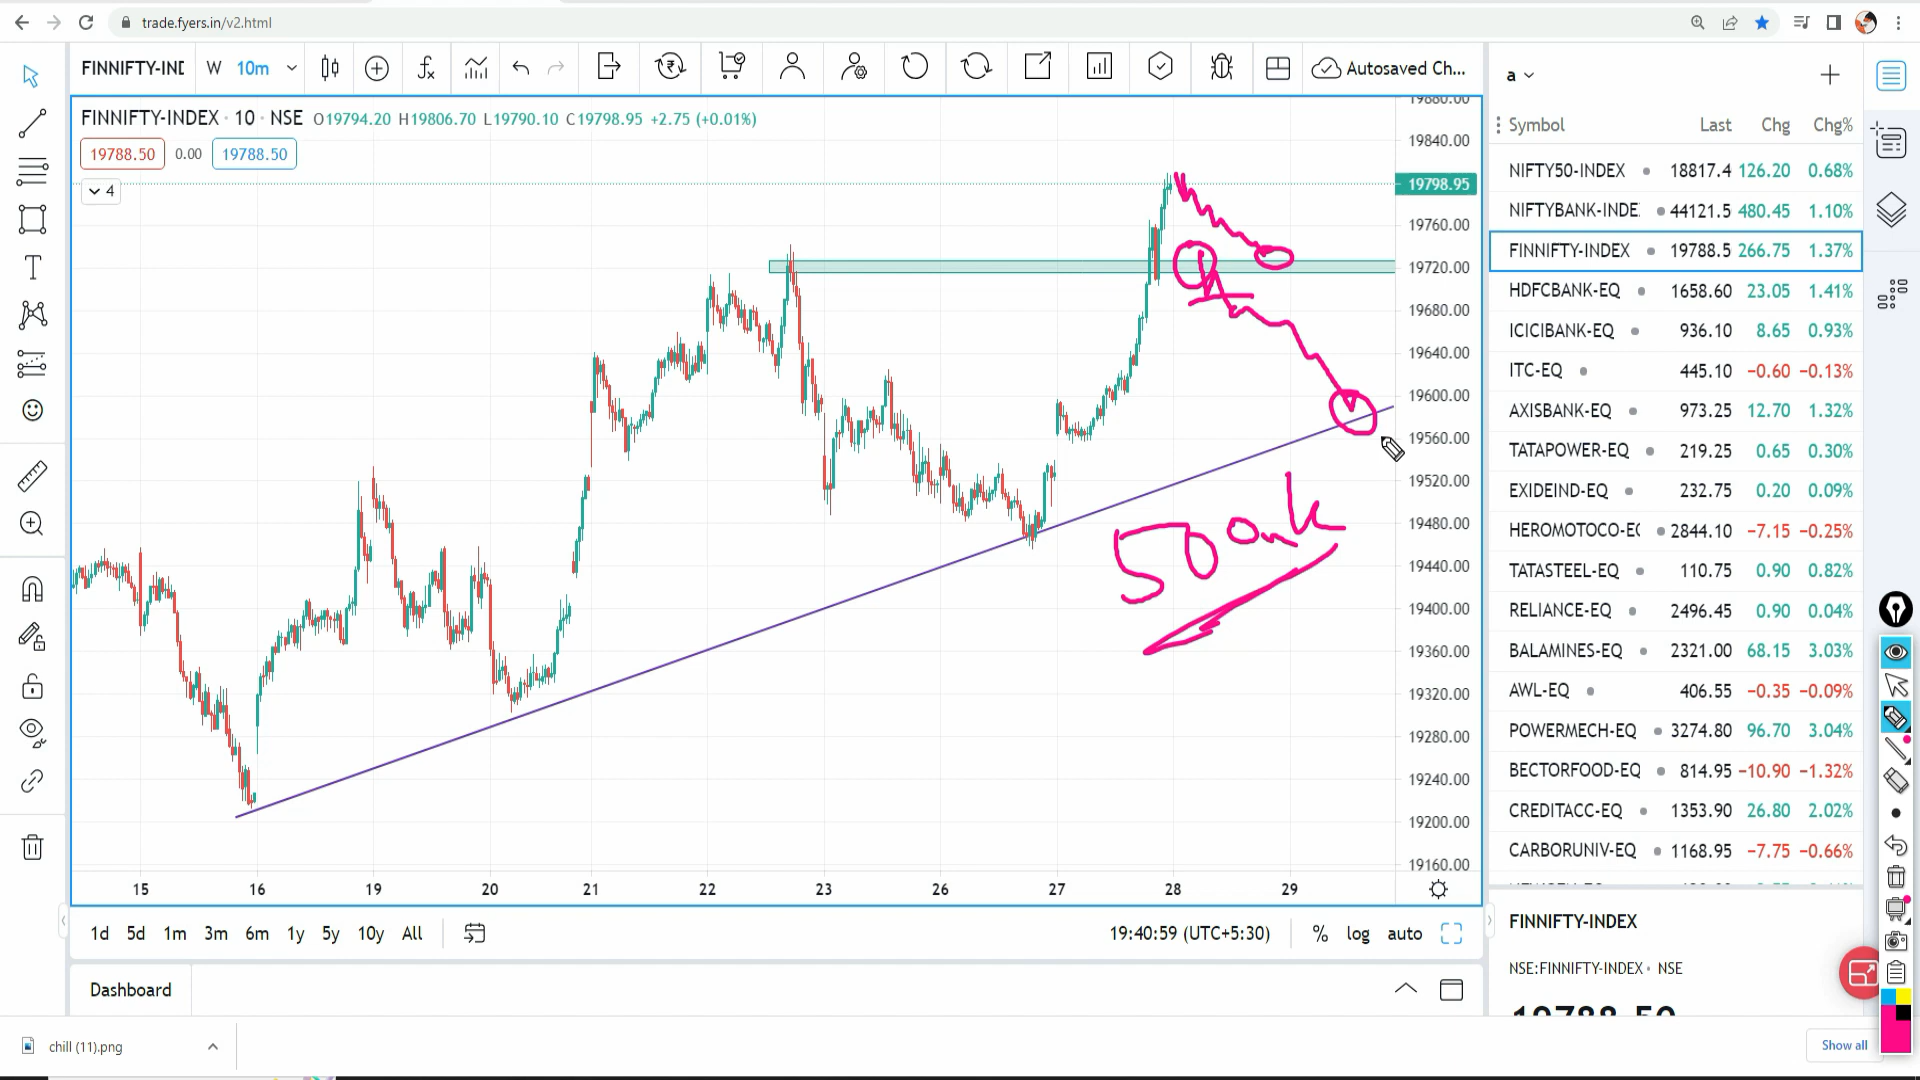 trade.fyers.in/v2.html
FINNIFTY-IND W 10m Autosaved Ch...
FINNIFTY-INDEX · 10 · NSE O19794.20 H19806.70 L19790.10 C19798.95 +2.75 (+0.01%)
19788.50 0.00 19788.50
4
19880.00
19840.00
19798.95
19760.00
19720.00
19680.00
19640.00
19600.00
19560.00
19520.00
19480.00
19440.00
19400.00
19360.00
19320.00
19280.00
19240.00
19200.00
19160.00
50
15 16 19 20 21 22 23 26 27 28 29
1d 5d 1m 3m 6m 1y 5y 10y All 19:40:59 (UTC+5:30) % log auto
Dashboard
a
Symbol Last Chg Chg%
NIFTY50-INDEX 18817.4 126.20 0.68%
NIFTYBANK-INDE 44121.5 480.45 1.10%
FINNIFTY-INDEX 19788.5 266.75 1.37%
HDFCBANK-EQ 1658.60 23.05 1.41%
ICICIBANK-EQ 936.10 8.65 0.93%
ITC-EQ 445.10 −0.60 −0.13%
AXISBANK-EQ 973.25 12.70 1.32%
TATAPOWER-EQ 219.25 0.65 0.30%
EXIDEIND-EQ 232.75 0.20 0.09%
HEROMOTOCO-EQ 2844.10 −7.15 −0.25%
TATASTEEL-EQ 110.75 0.90 0.82%
RELIANCE-EQ 2496.45 0.90 0.04%
BALAMINES-EQ 2321.00 68.15 3.03%
AWL-EQ 406.55 −0.35 −0.09%
POWERMECH-EQ 3274.80 96.70 3.04%
BECTORFOOD-EQ 814.95 −10.90 −1.32%
CREDITACC-EQ 1353.90 26.80 2.02%
CARBORUNIV-EQ 1168.95 −7.75 −0.66%
FINNIFTY-INDEX
NSE:FINNIFTY-INDEX · NSE
19788.50
chill (11).png
Show all